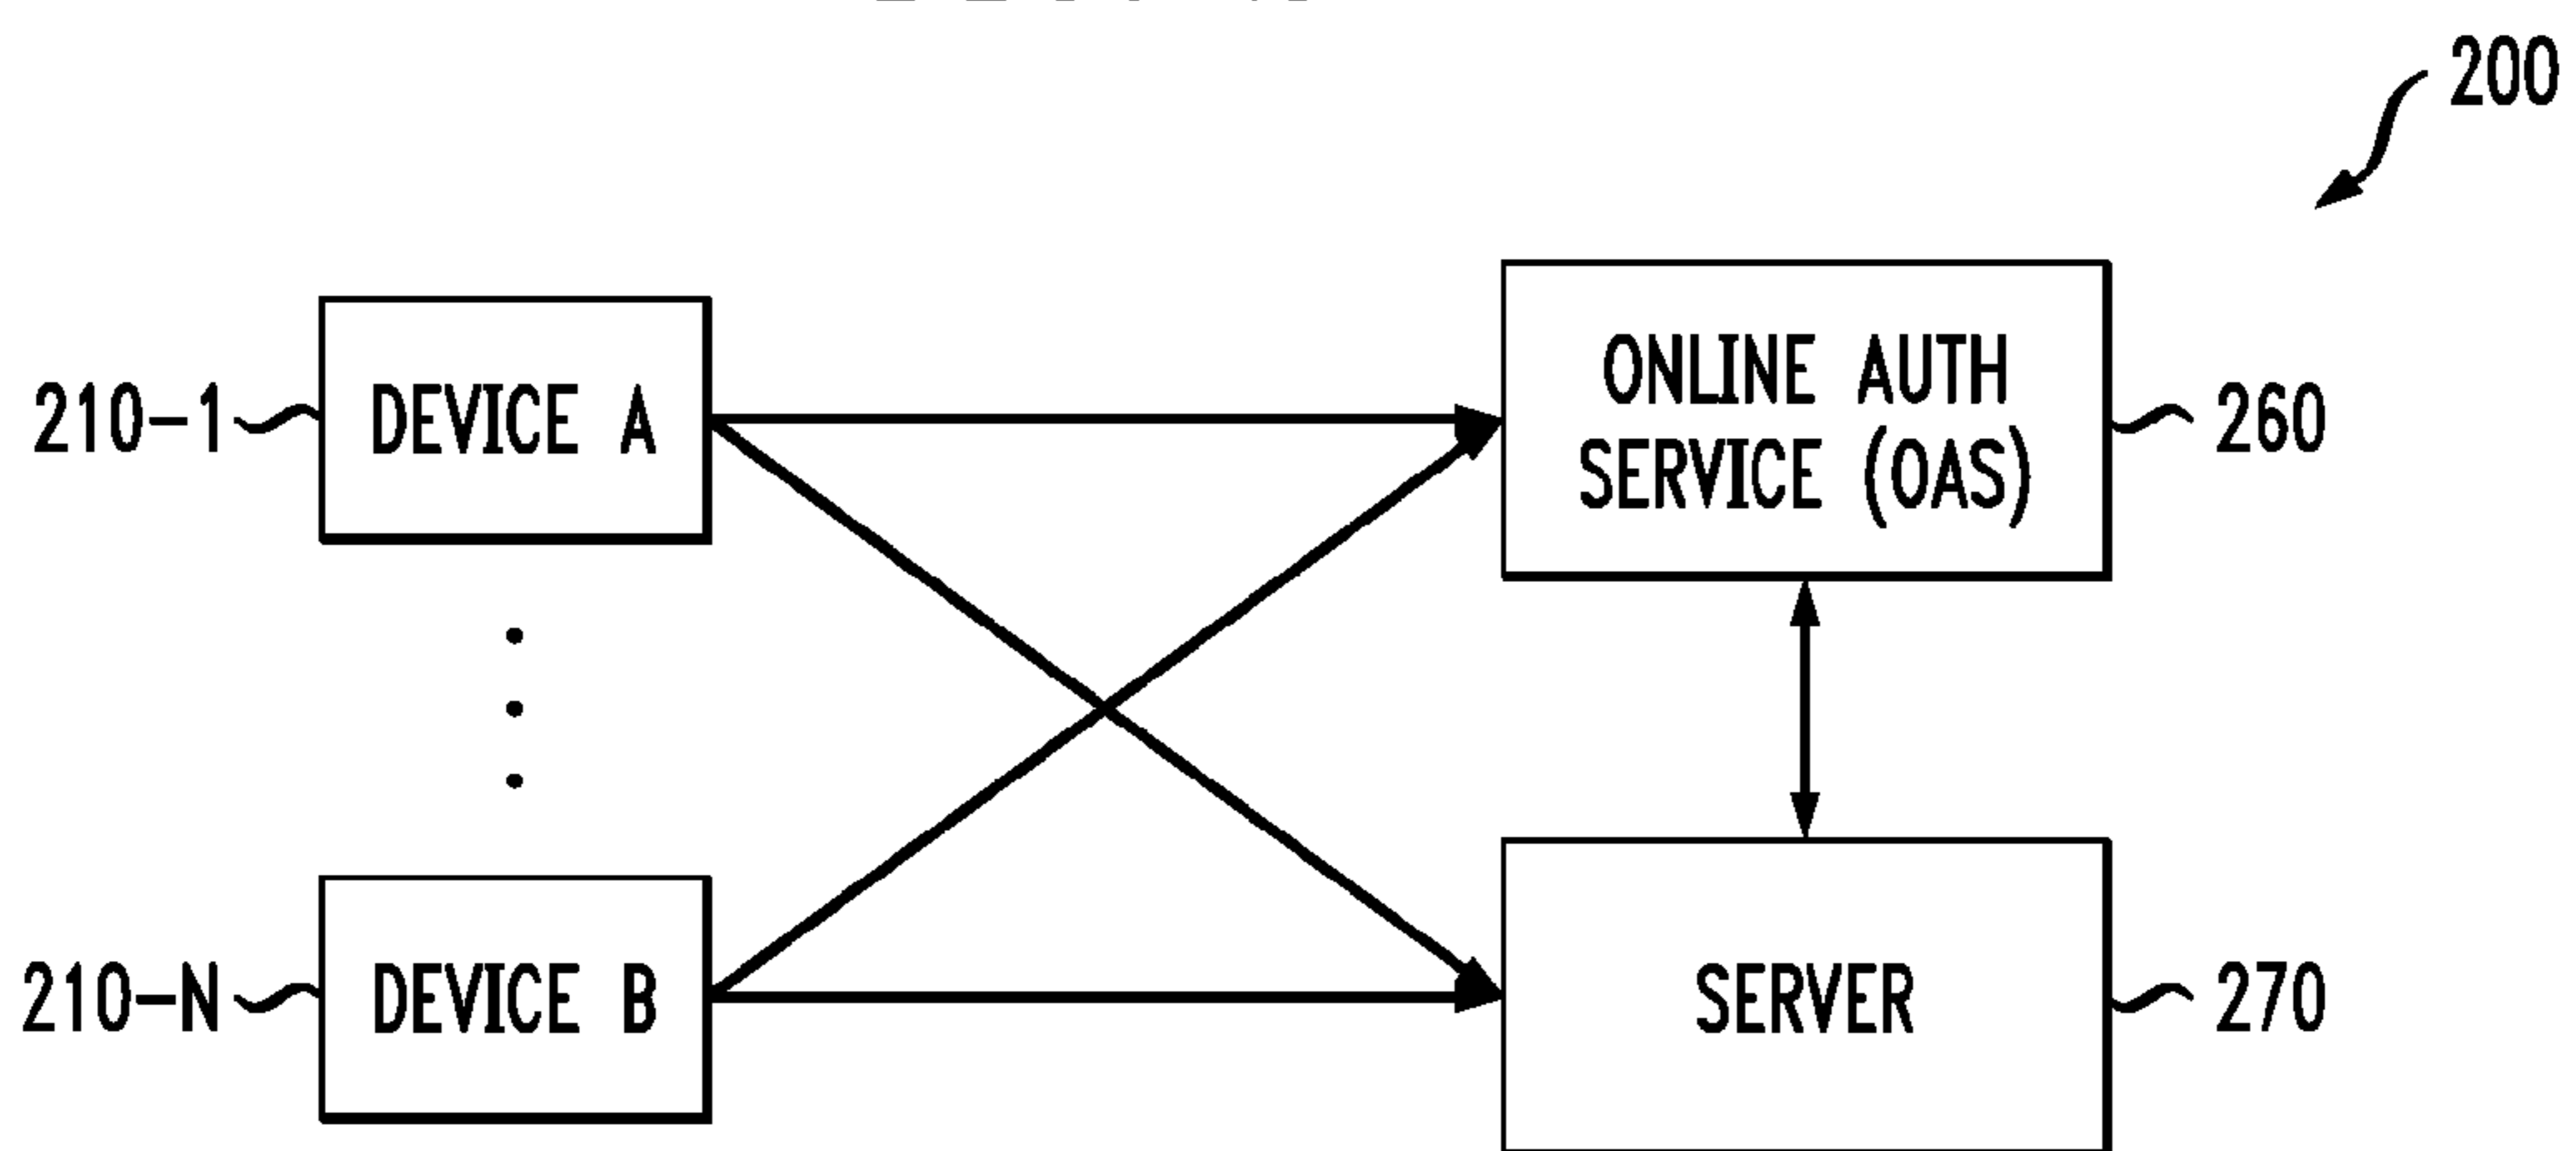 200
210-1
DEVICE A
ONLINE AUTH
SERVICE (OAS)
260
210-N
DEVICE B
SERVER
270